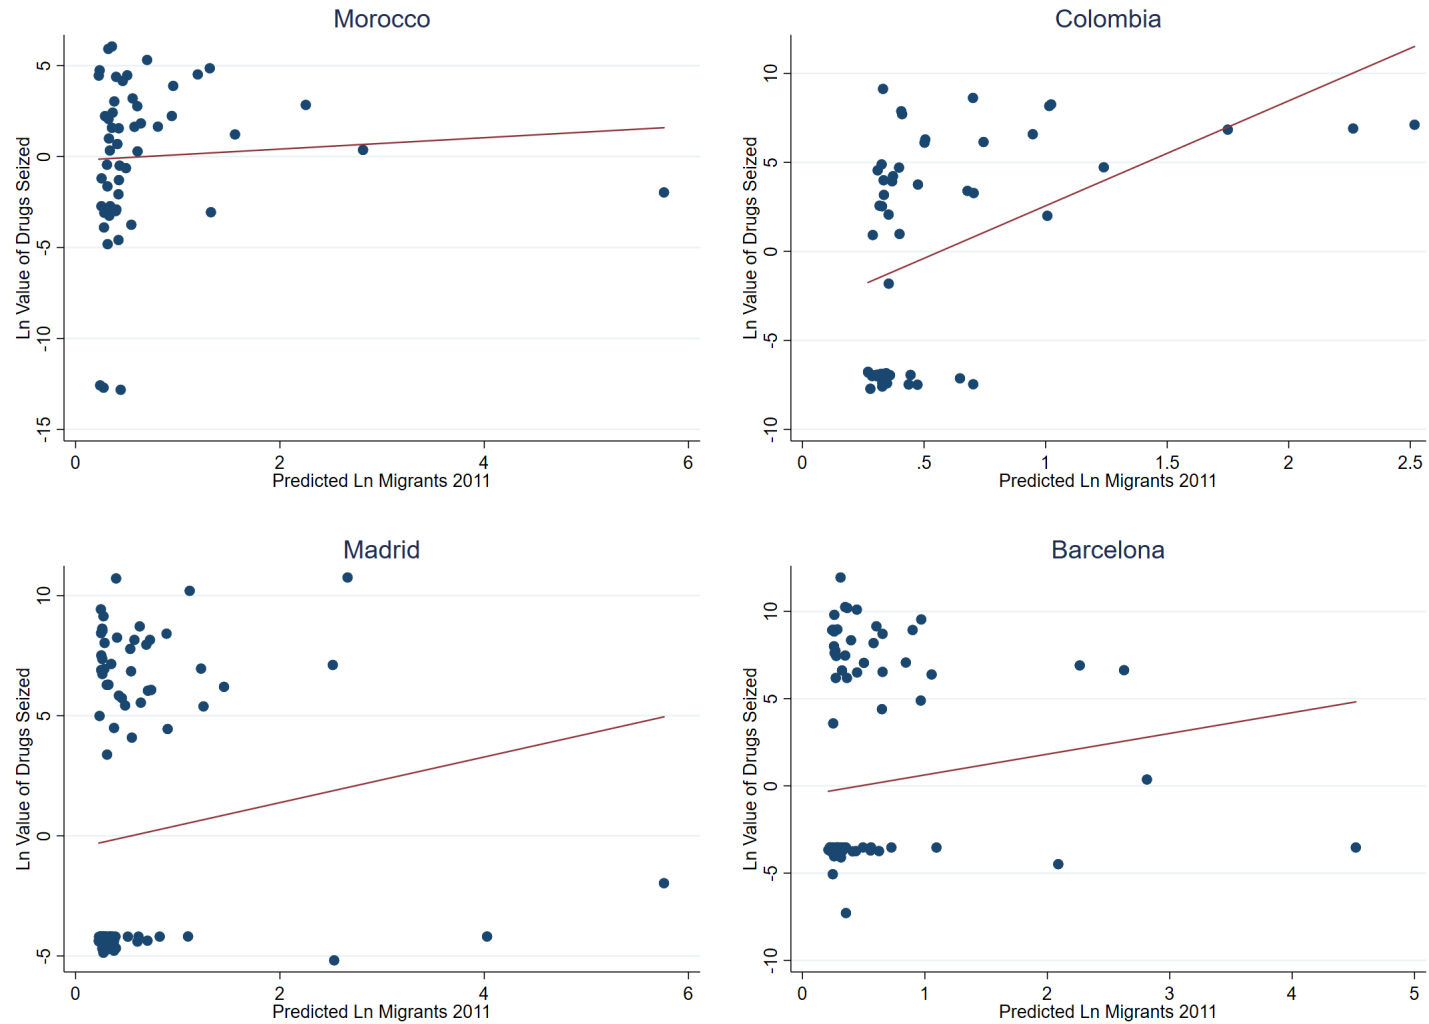 Morocco
Ln Value of Drugs Seized
5
0
-5
-10
-15
0 2 4 6
Predicted Ln Migrants 2011
Colombia
Ln Value of Drugs Seized
10
5
0
-5
-10
0 .5 1 1.5 2 2.5
Predicted Ln Migrants 2011
Madrid
Ln Value of Drugs Seized
10
5
0
-5
0 2 4 6
Predicted Ln Migrants 2011
Barcelona
Ln Value of Drugs Seized
10
5
0
-5
-10
0 1 2 3 4 5
Predicted Ln Migrants 2011